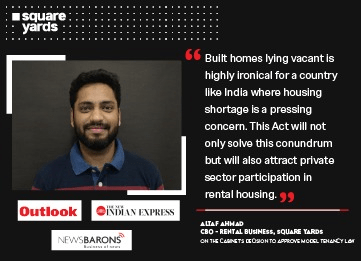 square
yards
Built homes lying vacant is
highly ironical for a country
like India where housing
shortage is a pressing
concern. This Act will not
only solve this conundrum
but will also attract private
sector participation in
rental housing.
Outlook
THE NEW
INDIAN EXPRESS
NEWSBARONS
Business of news
ALTAF AHMAD
CBO - RENTAL BUSINESS, SQUARE YARDS
ON THE CABINETS DECISION TO APPROVE MODEL TENANCY LAW